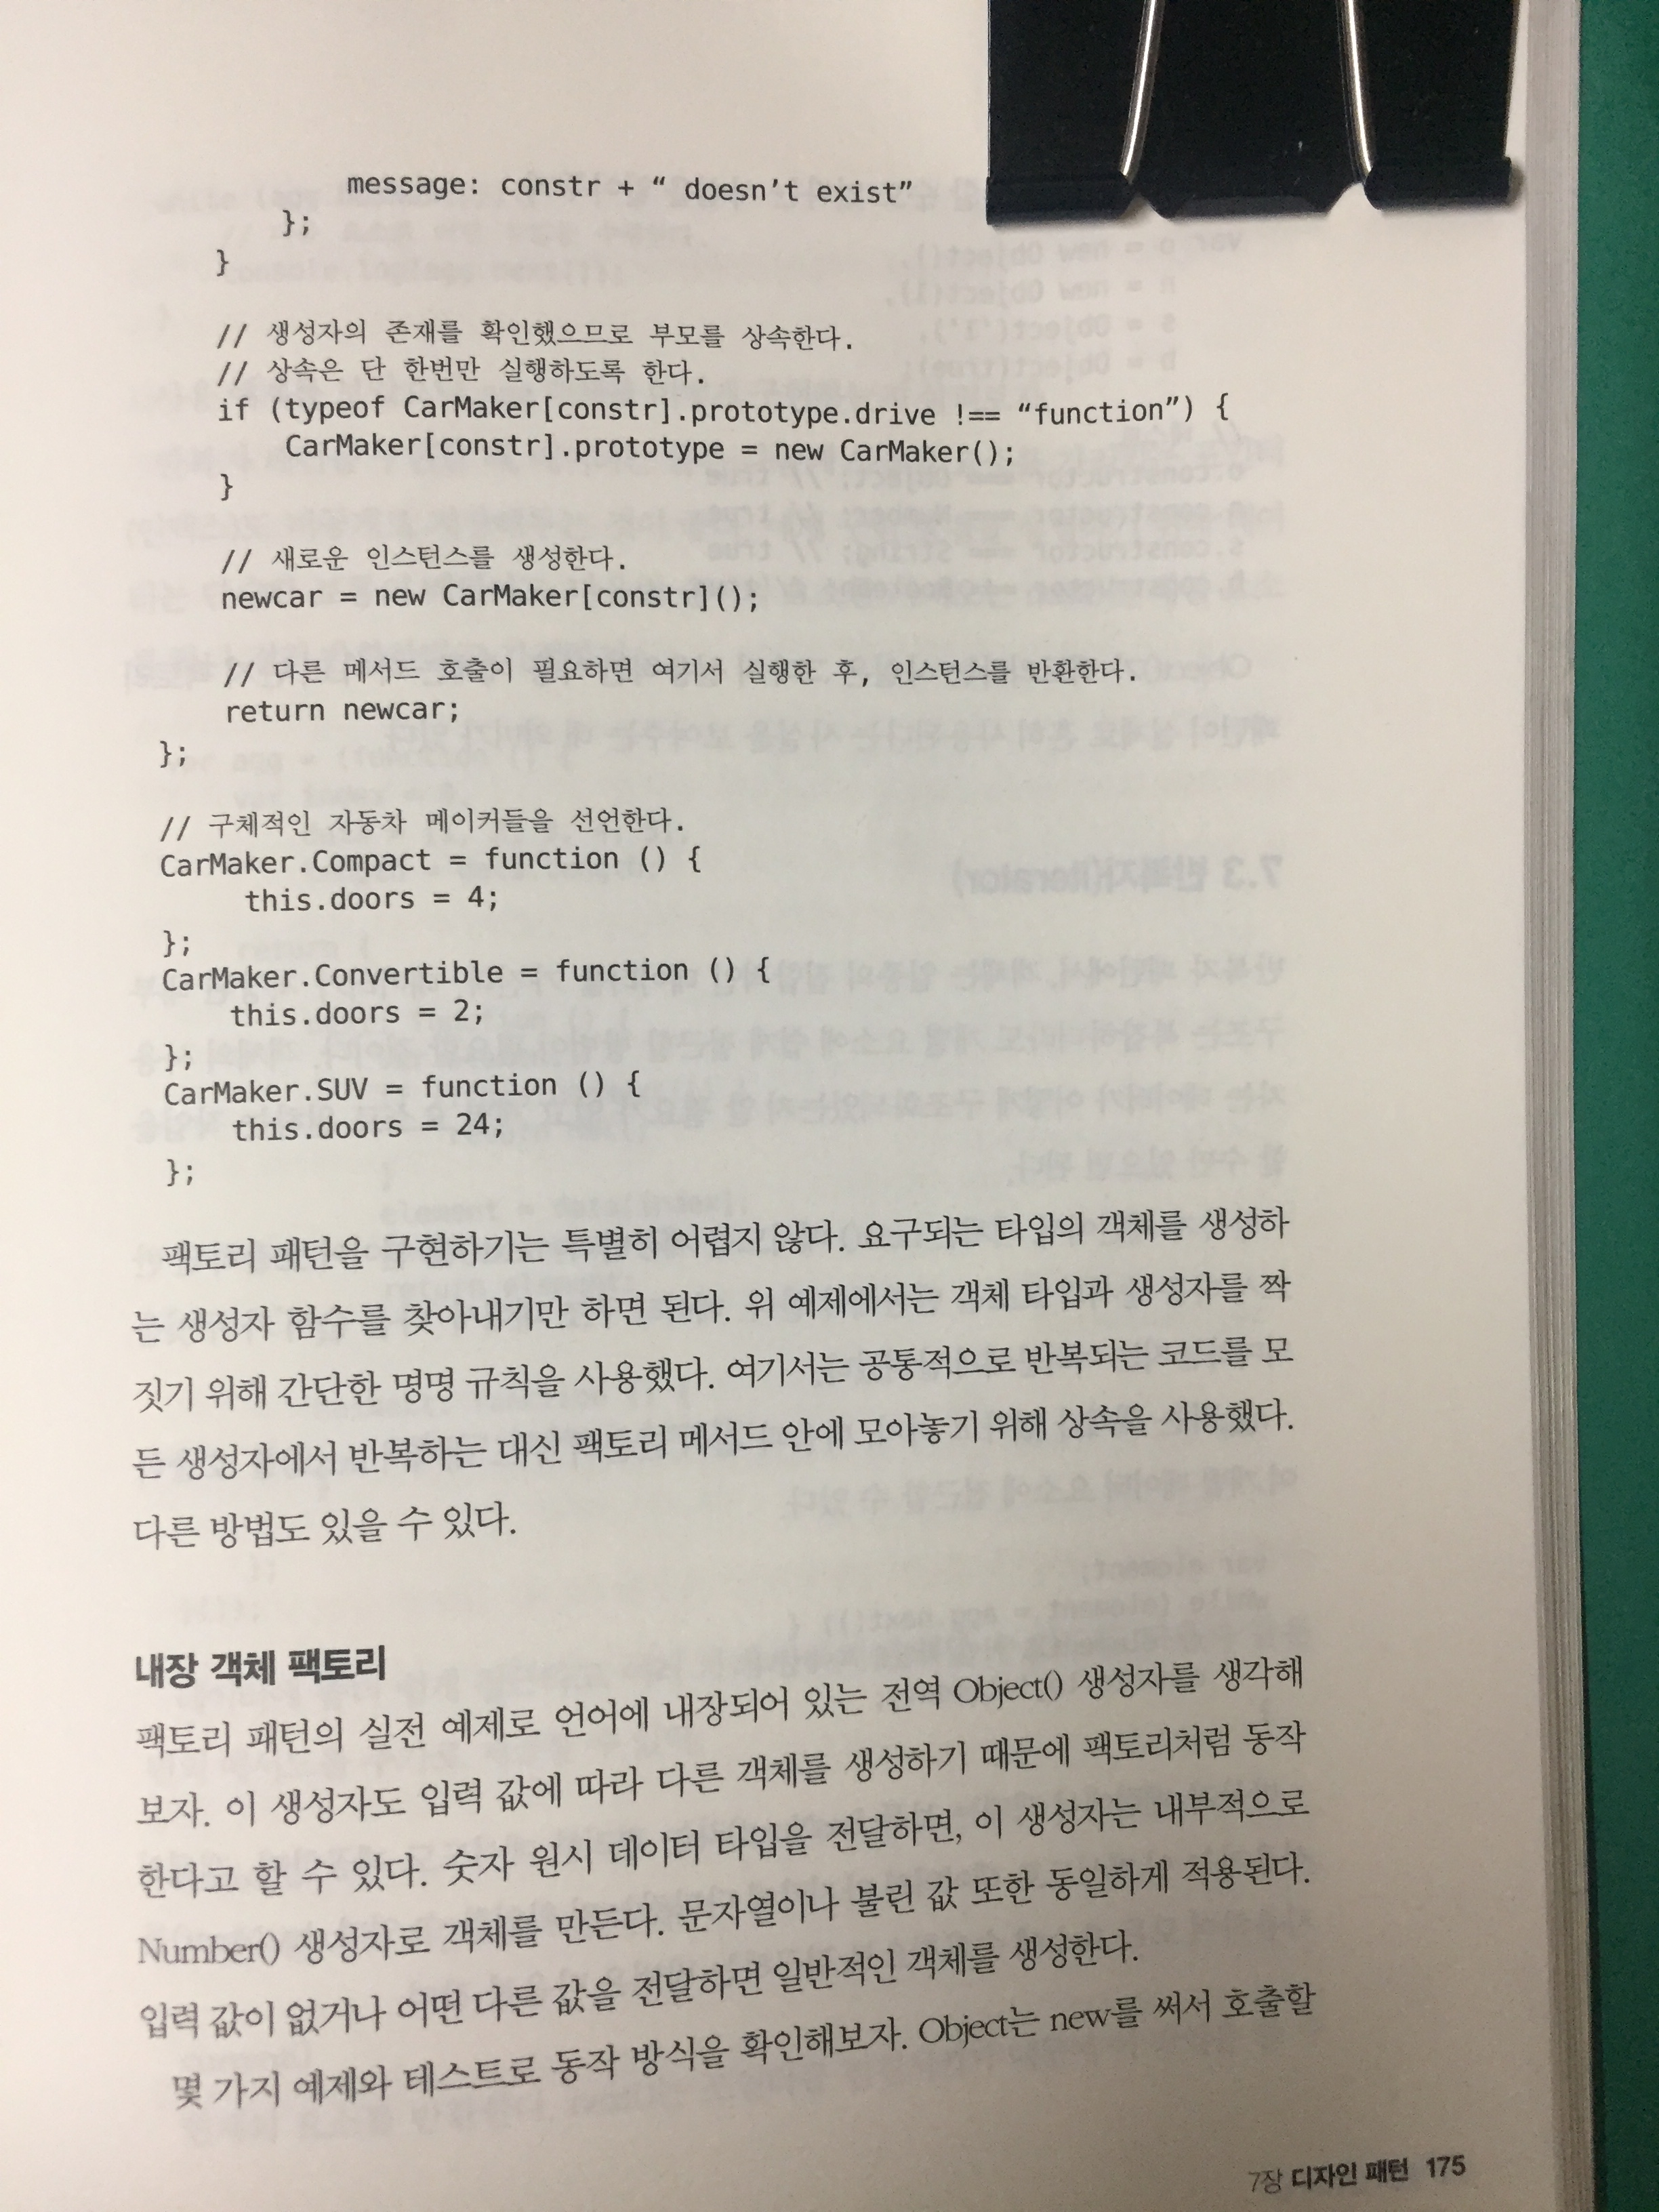 message: constr + “ doesn’t exist”
};
}
// 생성자의 존재를 확인했으므로 부모를 상속한다.
// 상속은 단 한번만 실행하도록 한다.
if (typeof CarMaker[constr].prototype.drive !== “function”) {
CarMaker[constr].prototype = new CarMaker();
}
// 새로운 인스턴스를 생성한다.
newcar = new CarMaker[constr]();
// 다른 메서드 호출이 필요하면 여기서 실행한 후, 인스턴스를 반환한다.
return newcar;
};
// 구체적인 자동차 메이커들을 선언한다.
CarMaker.Compact = function () {
this.doors = 4;
};
CarMaker.Convertible = function () {
this.doors = 2;
};
CarMaker.SUV = function () {
this.doors = 24;
};
팩토리 패턴을 구현하기는 특별히 어렵지 않다. 요구되는 타입의 객체를 생성하
는 생성자 함수를 찾아내기만 하면 된다. 위 예제에서는 객체 타입과 생성자를 짝
짓기 위해 간단한 명명 규칙을 사용했다. 여기서는 공통적으로 반복되는 코드를 모
든 생성자에서 반복하는 대신 팩토리 메서드 안에 모아놓기 위해 상속을 사용했다.
다른 방법도 있을 수 있다.
내장 객체 팩토리
팩토리 패턴의 실전 예제로 언어에 내장되어 있는 전역 Object() 생성자를 생각해
보자. 이 생성자도 입력 값에 따라 다른 객체를 생성하기 때문에 팩토리처럼 동작
한다고 할 수 있다. 숫자 원시 데이터 타입을 전달하면, 이 생성자는 내부적으로
Number() 생성자로 객체를 만든다. 문자열이나 불린 값 또한 동일하게 적용된다.
입력 값이 없거나 어떤 다른 값을 전달하면 일반적인 객체를 생성한다.
몇 가지 예제와 테스트로 동작 방식을 확인해보자. Object는 new를 써서 호출할
7장 디자인 패턴 175